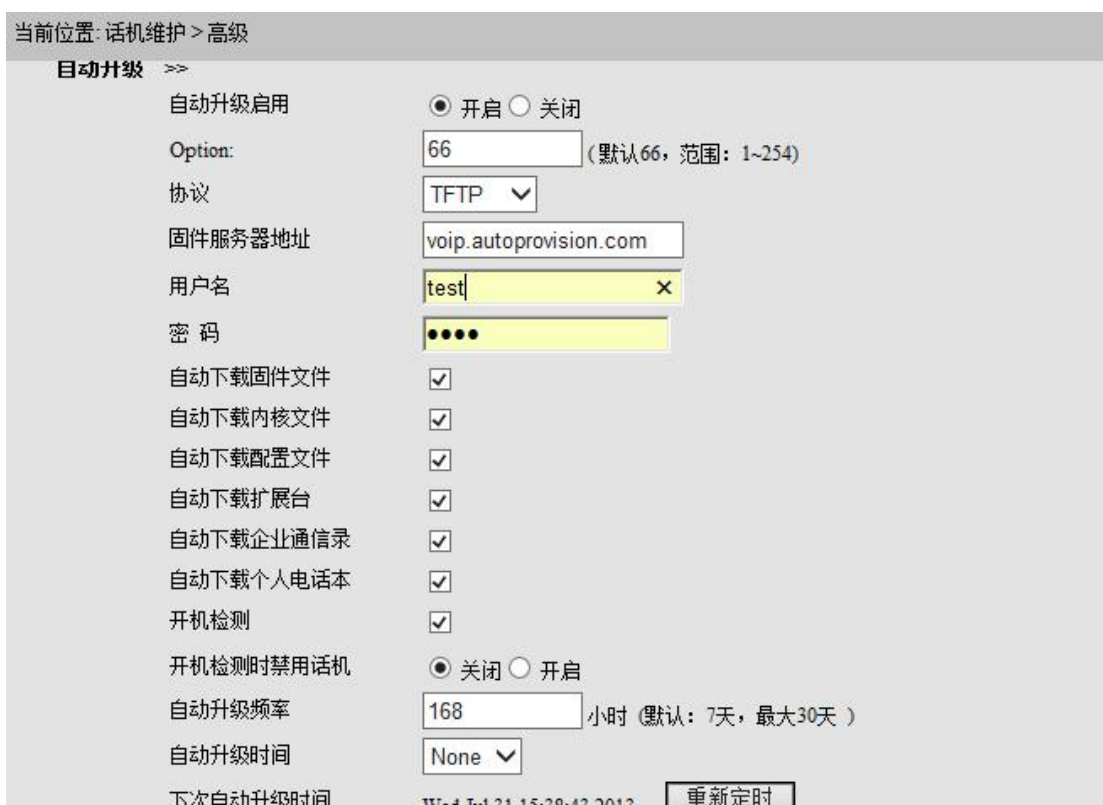 当前位置: 话机维护 > 高级
自动升级 >>
自动升级启用 开启 关闭
Option: 66 (默认66，范围：1~254)
协议 TFTP
固件服务器地址 voip.autoprovision.com
用户名 test ×
密 码 ••••
自动下载固件文件
自动下载内核文件
自动下载配置文件
自动下载扩展台
自动下载企业通信录
自动下载个人电话本
开机检测
开机检测时禁用话机 关闭 开启
自动升级频率 168 小时 (默认：7天，最大30天 )
自动升级时间 None
下次自动升级时间 Wed Jul 31 15:38:43 2013 重新定时